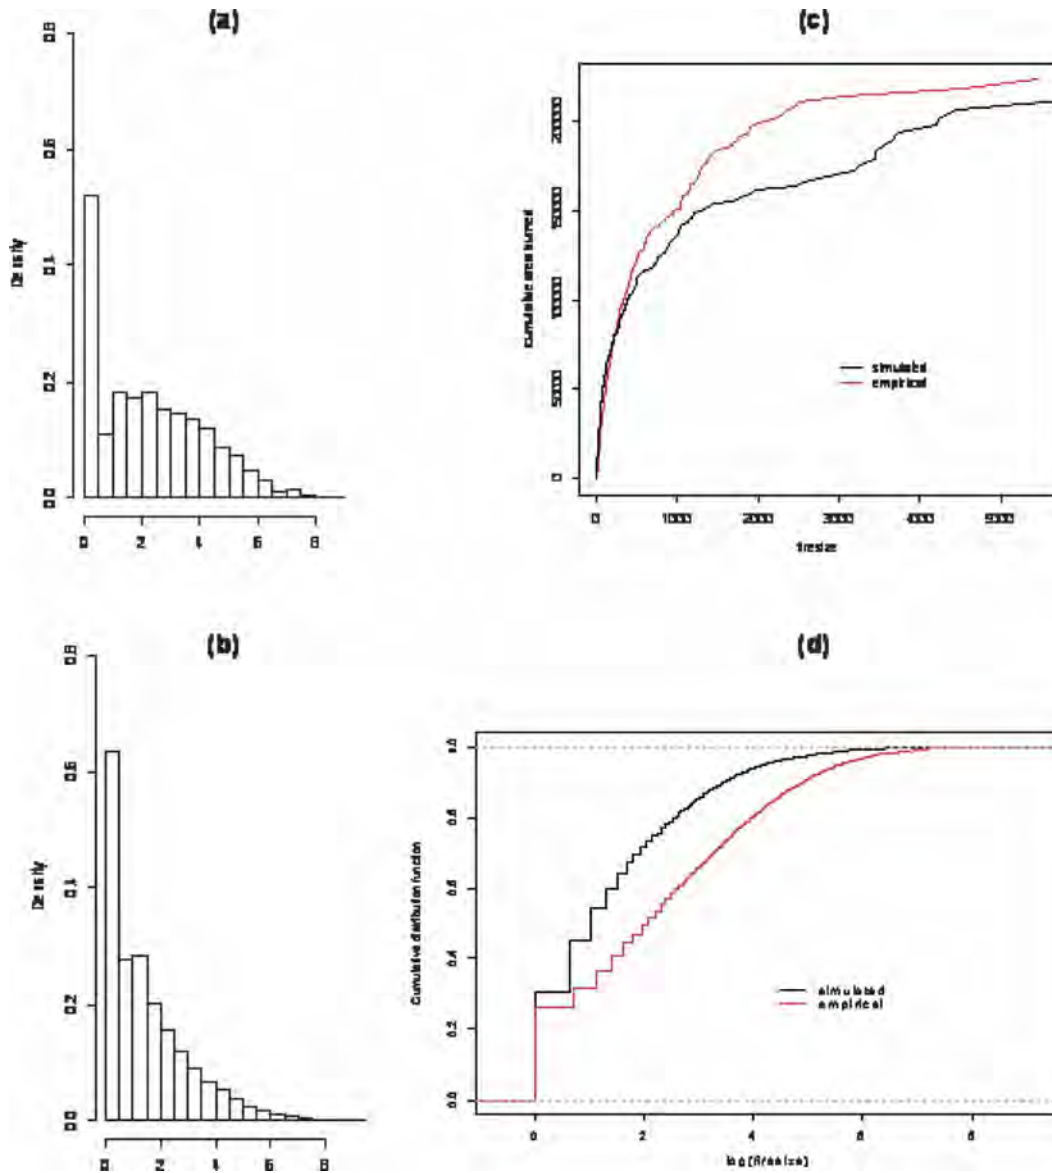 (a)
0.8
0.6
0.4
0.2
0.0
Density
0 2 4 6 8
(c)
200000
150000
100000
50000
0
cumulative area burned
simulated
empirical
0 1000 2000 3000 4000 5000
firesize
(b)
0.8
0.6
0.4
0.2
0.0
Density
0 2 4 6 8
(d)
1.0
0.8
0.6
0.4
0.2
0.0
Cumulative distribution function
simulated
empirical
0 2 4 6 8
log(firesize)